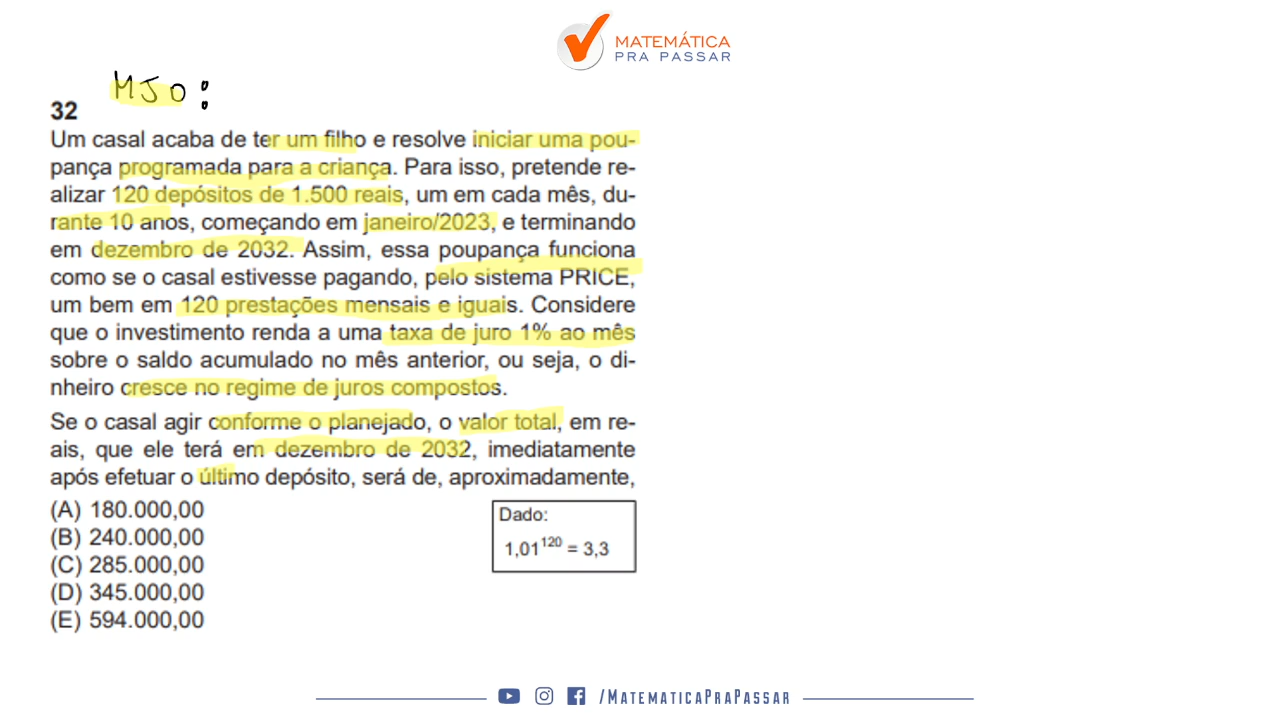 MATEMÁTICA
PRA PASSAR
MJO:
32
Um casal acaba de ter um filho e resolve iniciar uma pou-
pança programada para a criança. Para isso, pretende re-
alizar 120 depósitos de 1.500 reais, um em cada mês, du-
rante 10 anos, começando em janeiro/2023, e terminando
em dezembro de 2032. Assim, essa poupança funciona
como se o casal estivesse pagando, pelo sistema PRICE,
um bem em 120 prestações mensais e iguais. Considere
que o investimento renda a uma taxa de juro 1% ao mês
sobre o saldo acumulado no mês anterior, ou seja, o di-
nheiro cresce no regime de juros compostos.
Se o casal agir conforme o planejado, o valor total, em re-
ais, que ele terá em dezembro de 2032, imediatamente
após efetuar o último depósito, será de, aproximadamente,
(A) 180.000,00
(B) 240.000,00
(C) 285.000,00
(D) 345.000,00
(E) 594.000,00
Dado:
1,01¹²⁰ = 3,3
/MATEMATICAPRAPASSAR